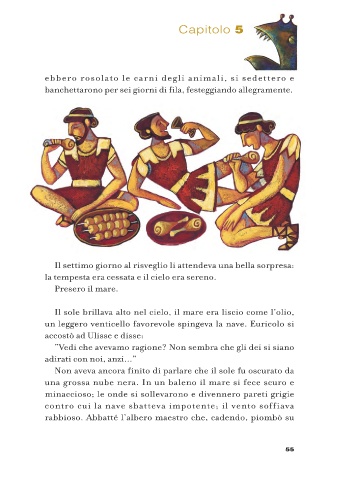 Capitolo 5
ebbero rosolato le carni degli animali, si sedettero e
banchettarono per sei giorni di fila, festeggiando allegramente.
Il settimo giorno al risveglio li attendeva una bella sorpresa:
la tempesta era cessata e il cielo era sereno.
Presero il mare.
Il sole brillava alto nel cielo, il mare era liscio come l'olio,
un leggero venticello favorevole spingeva la nave. Euricolo si
accostò ad Ulisse e disse:
"Vedi che avevamo ragione? Non sembra che gli dei si siano
adirati con noi, anzi..."
Non aveva ancora finito di parlare che il sole fu oscurato da
una grossa nube nera. In un baleno il mare si fece scuro e
minaccioso; le onde si sollevarono e divennero pareti grigie
contro cui la nave sbatteva impotente; il vento soffiava
rabbioso. Abbatté l'albero maestro che, cadendo, piombò su
55